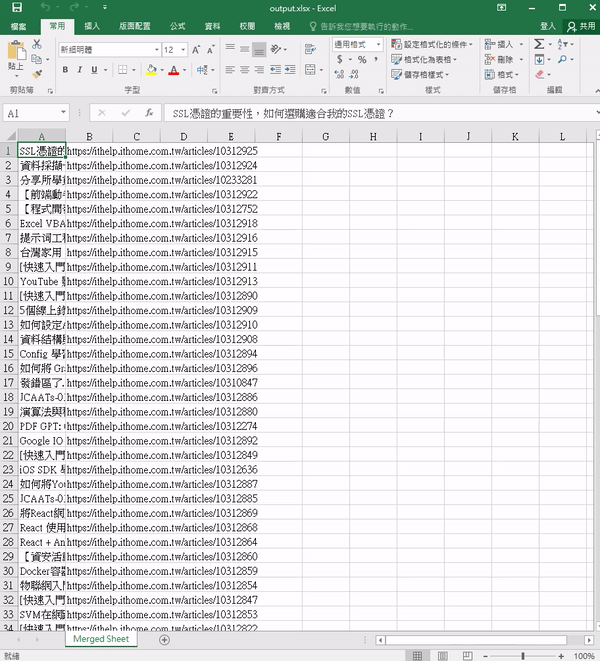 output.xlsx - Excel
檔案 常用 插入 版面配置 公式 資料 校閱 檢視 告訴我您想要執行的動作... 登入 共用
新細明體 12 A A 通用格式 設定格式化的條件 插入 Σ
貼上 B I U A $ % , 格式化為表格 刪除
儲存格樣式 格式
剪貼簿 字型 對齊方式 數值 樣式 儲存格 編輯
A1 fx SSL憑證的重要性，如何選購適合我的SSL憑證？
A B C D E F G H I J K L
1 SSL憑證的 https://ithelp.ithome.com.tw/articles/10312925
2 資料採擷 https://ithelp.ithome.com.tw/articles/10312924
3 分享所學 https://ithelp.ithome.com.tw/articles/10233281
4 【前端動 https://ithelp.ithome.com.tw/articles/10312922
5 【程式開 https://ithelp.ithome.com.tw/articles/10312752
6 Excel VBA https://ithelp.ithome.com.tw/articles/10312918
7 提示词工 https://ithelp.ithome.com.tw/articles/10312916
8 台灣家用 https://ithelp.ithome.com.tw/articles/10312915
9 [快速入門 https://ithelp.ithome.com.tw/articles/10312911
10 YouTube https://ithelp.ithome.com.tw/articles/10312913
11 [快速入門 https://ithelp.ithome.com.tw/articles/10312890
12 5個線上 https://ithelp.ithome.com.tw/articles/10312909
13 如何設定 https://ithelp.ithome.com.tw/articles/10312910
14 資料結構 https://ithelp.ithome.com.tw/articles/10312908
15 Config 學 https://ithelp.ithome.com.tw/articles/10312894
16 如何將 Gr https://ithelp.ithome.com.tw/articles/10312896
17 發錯區了 https://ithelp.ithome.com.tw/articles/10310847
18 JCAATs-0 https://ithelp.ithome.com.tw/articles/10312886
19 演算法與 https://ithelp.ithome.com.tw/articles/10312880
20 PDF GPT: https://ithelp.ithome.com.tw/articles/10312274
21 Google IO https://ithelp.ithome.com.tw/articles/10312892
22 [快速入門 https://ithelp.ithome.com.tw/articles/10312849
23 iOS SDK https://ithelp.ithome.com.tw/articles/10312636
24 如何將You https://ithelp.ithome.com.tw/articles/10312887
25 JCAATs-0 https://ithelp.ithome.com.tw/articles/10312885
26 將React網 https://ithelp.ithome.com.tw/articles/10312869
27 React 使用 https://ithelp.ithome.com.tw/articles/10312868
28 React + An https://ithelp.ithome.com.tw/articles/10312864
29 【資安活 https://ithelp.ithome.com.tw/articles/10312860
30 Docker容 https://ithelp.ithome.com.tw/articles/10312859
31 物聯網入 https://ithelp.ithome.com.tw/articles/10312854
32 [快速入門 https://ithelp.ithome.com.tw/articles/10312847
33 SVM在網 https://ithelp.ithome.com.tw/articles/10312853
34 [快速入門 https://ithelp.ithome.com.tw/articles/10312822
Merged Sheet
就緒 100%